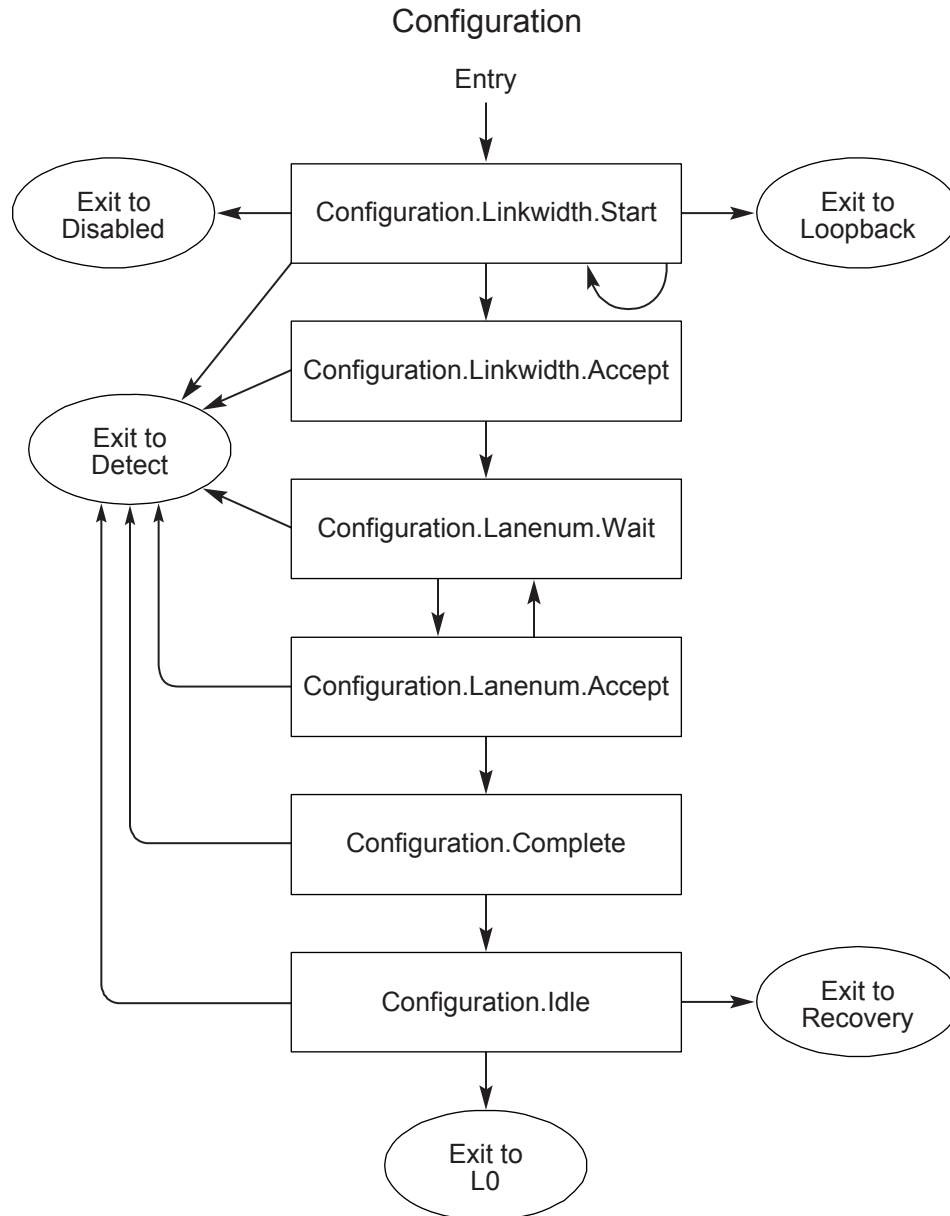 Configuration
Entry
Exit to
Disabled
Configuration.Linkwidth.Start
Exit to
Loopback
Configuration.Linkwidth.Accept
Exit to
Detect
Configuration.Lanenum.Wait
Configuration.Lanenum.Accept
Configuration.Complete
Configuration.Idle
Exit to
Recovery
Exit to
L0